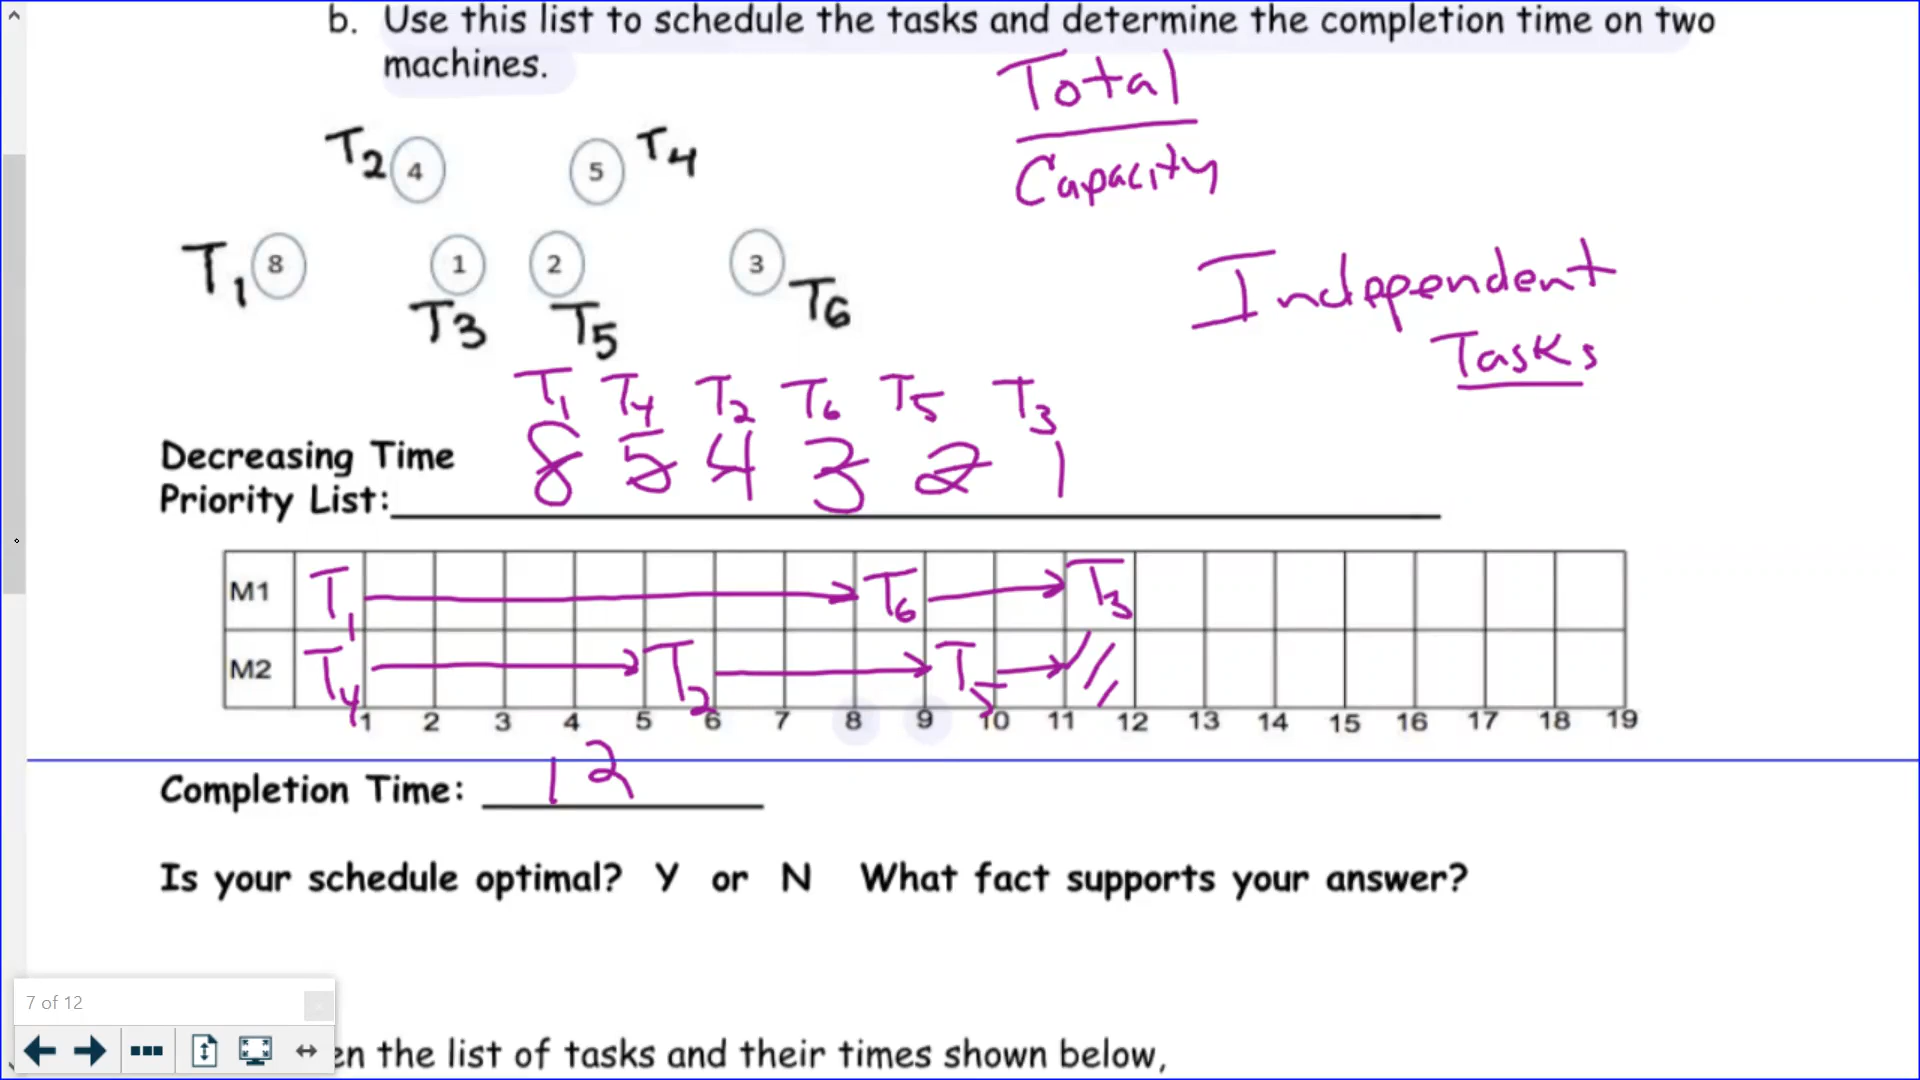 b. Use this list to schedule the tasks and determine the completion time on two
machines.
Total
Capacity
T2 4 5 T4
T1 8 1 2 3 T6
T3 T5
Independent
Tasks
T1 T4 T2 T6 T5 T3
Decreasing Time
Priority List: 8 5 4 3 2 1
M1 T1 T6 T3
M2 T4 T2 T5
1 2 3 4 5 6 7 8 9 10 11 12 13 14 15 16 17 18 19
Completion Time: 12
Is your schedule optimal? Y or N What fact supports your answer?
7 of 12
en the list of tasks and their times shown below,